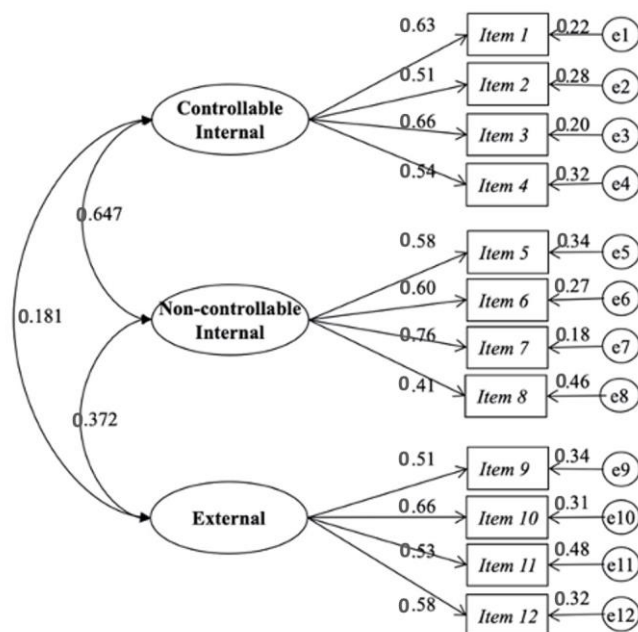 0.63
Item 1
0.22
e1
0.51
Item 2
0.28
e2
Controllable
Internal
0.66
Item 3
0.20
e3
0.54
Item 4
0.32
e4
0.647
0.58
Item 5
0.34
e5
0.60
Item 6
0.27
e6
0.181
Non-controllable
Internal
0.76
Item 7
0.18
e7
0.41
Item 8
0.46
e8
0.372
0.51
Item 9
0.34
e9
External
0.66
Item 10
0.31
e10
0.53
Item 11
0.48
e11
0.58
Item 12
0.32
e12